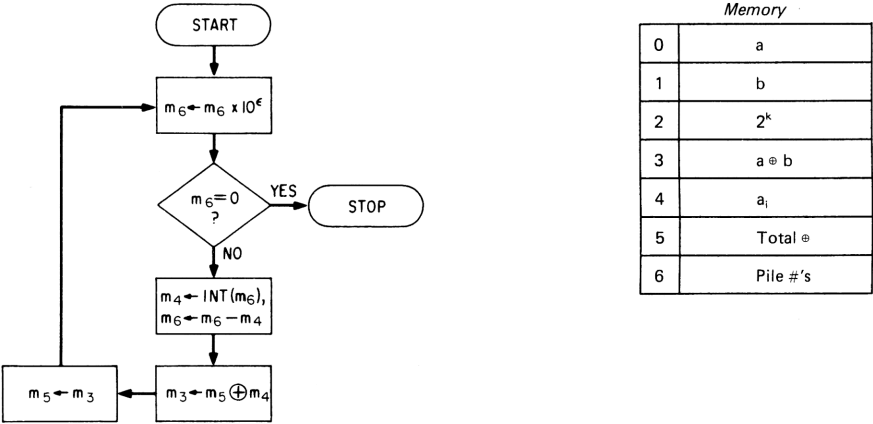 START
m₆ ← m₆ x 10^ϵ
m₆ = 0
?
YES
STOP
NO
m₄ ← INT(m₆),
m₆ ← m₆ – m₄
m₃ ← m₅ ⊕ m₄
m₅ ← m₃
Memory
0 a
1 b
2 2^k
3 a ⊕ b
4 aᵢ
5 Total ⊕
6 Pile #'s